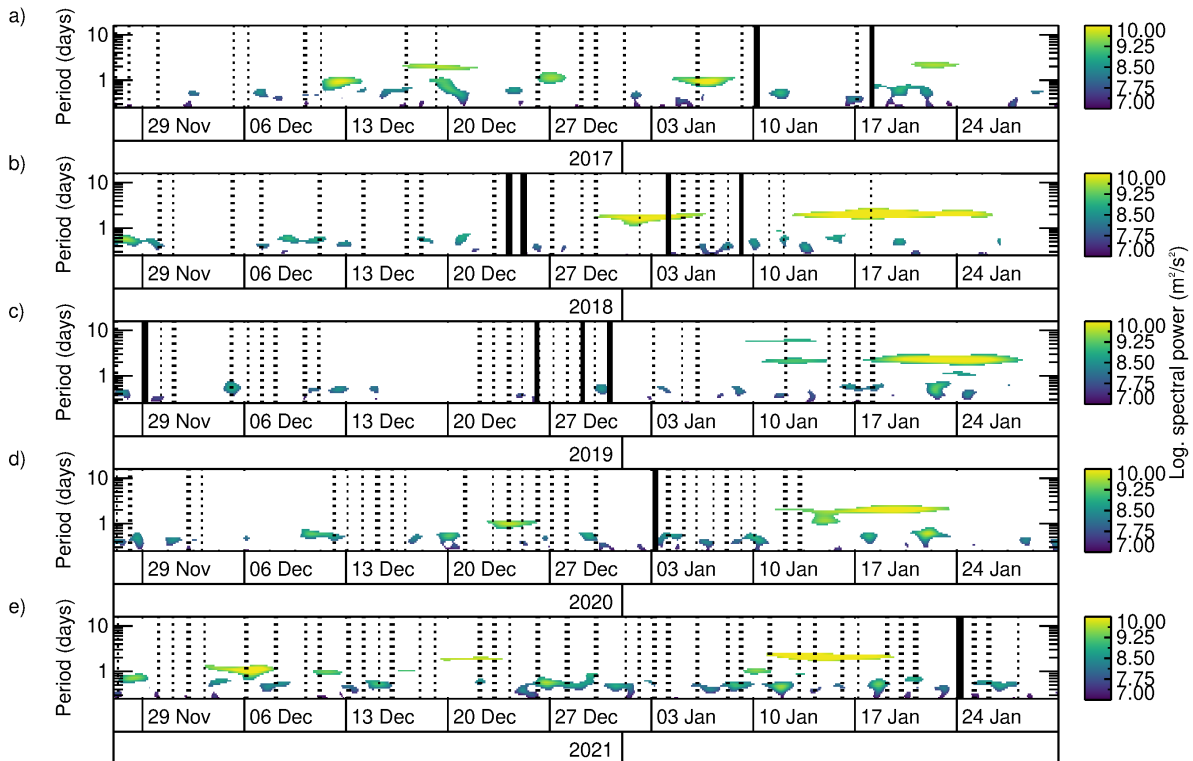 a)
Period (days)
10
1
29 Nov 06 Dec 13 Dec 20 Dec 27 Dec 03 Jan 10 Jan 17 Jan 24 Jan
2017
10.00
9.25
8.50
7.75
7.00
b)
Period (days)
10
1
29 Nov 06 Dec 13 Dec 20 Dec 27 Dec 03 Jan 10 Jan 17 Jan 24 Jan
2018
10.00
9.25
8.50
7.75
7.00
c)
Period (days)
10
1
29 Nov 06 Dec 13 Dec 20 Dec 27 Dec 03 Jan 10 Jan 17 Jan 24 Jan
2019
10.00
9.25
8.50
7.75
7.00
d)
Period (days)
10
1
29 Nov 06 Dec 13 Dec 20 Dec 27 Dec 03 Jan 10 Jan 17 Jan 24 Jan
2020
10.00
9.25
8.50
7.75
7.00
e)
Period (days)
10
1
29 Nov 06 Dec 13 Dec 20 Dec 27 Dec 03 Jan 10 Jan 17 Jan 24 Jan
2021
10.00
9.25
8.50
7.75
7.00
Log. spectral power (m²/s²)